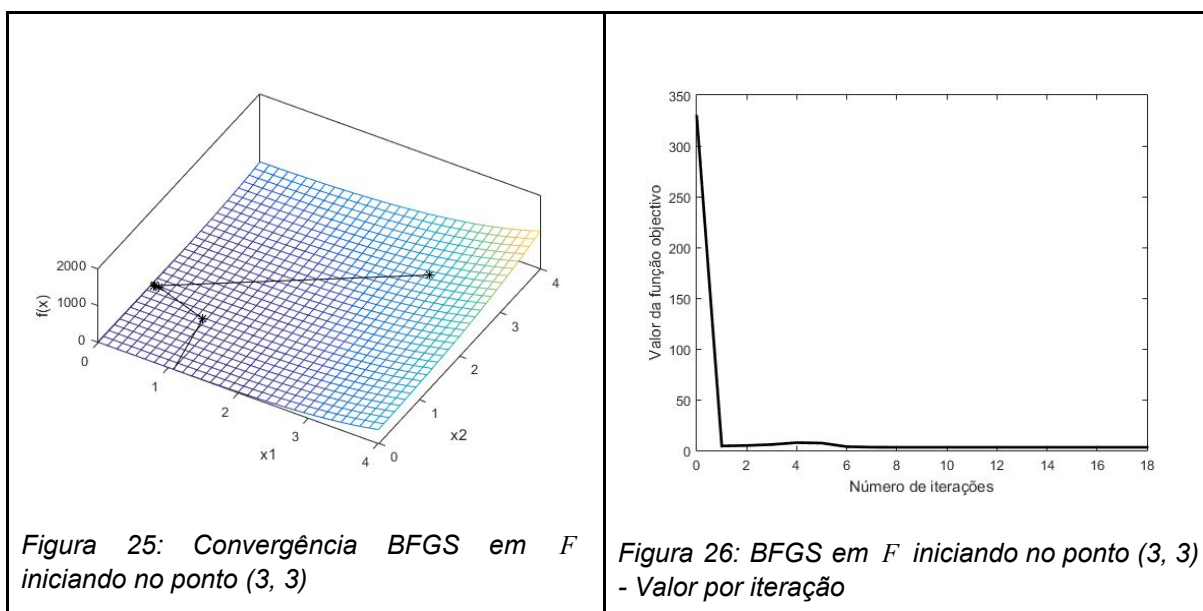 2000
1000
0
f(x)
0
1
2
3
4
x1
0
1
2
3
4
x2
Figura 25: Convergência BFGS em F
iniciando no ponto (3, 3)
350
300
250
200
150
100
50
0
Valor da função objectivo
0 2 4 6 8 10 12 14 16 18
Número de iterações
Figura 26: BFGS em F iniciando no ponto (3, 3)
- Valor por iteração